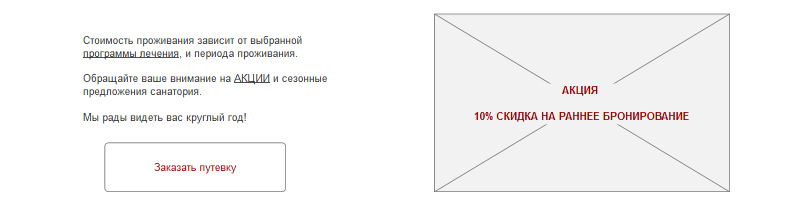 Стоимость проживания зависит от выбранной
программы лечения, и периода проживания.
Обращайте ваше внимание на АКЦИИ и сезонные
предложения санатория.
Мы рады видеть вас круглый год!
Заказать путевку
АКЦИЯ
10% СКИДКА НА РАННЕЕ БРОНИРОВАНИЕ